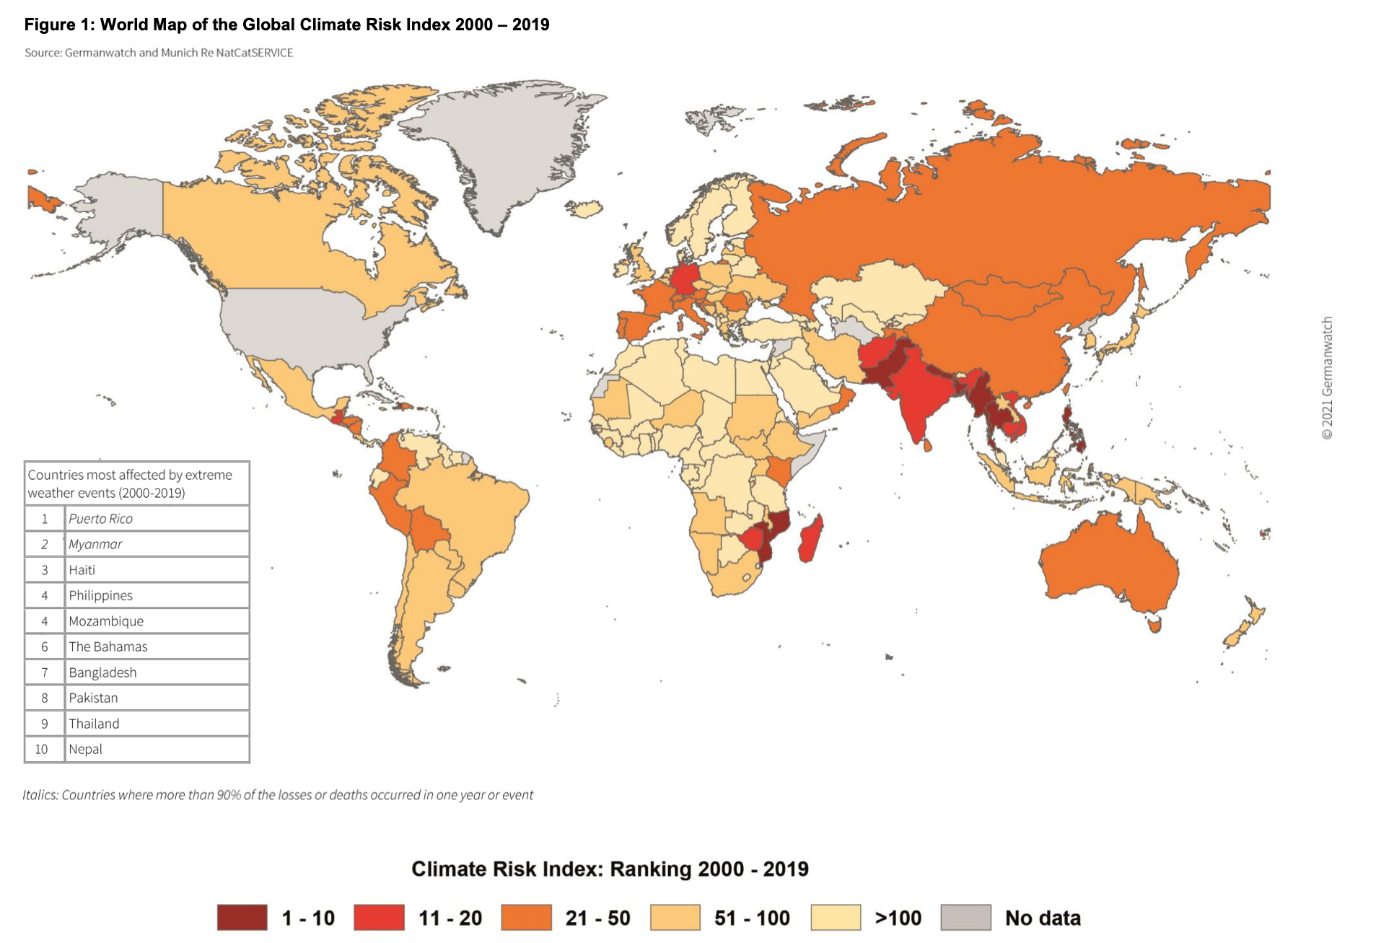 Figure 1: World Map of the Global Climate Risk Index 2000 – 2019
Source: Germanwatch and Munich Re NatCatSERVICE
© 2021 Germanwatch
Countries most affected by extreme
weather events (2000-2019)
1 Puerto Rico
2 Myanmar
3 Haiti
4 Philippines
4 Mozambique
6 The Bahamas
7 Bangladesh
8 Pakistan
9 Thailand
10 Nepal
Italics: Countries where more than 90% of the losses or deaths occurred in one year or event
Climate Risk Index: Ranking 2000 - 2019
1 - 10 11 - 20 21 - 50 51 - 100 >100 No data